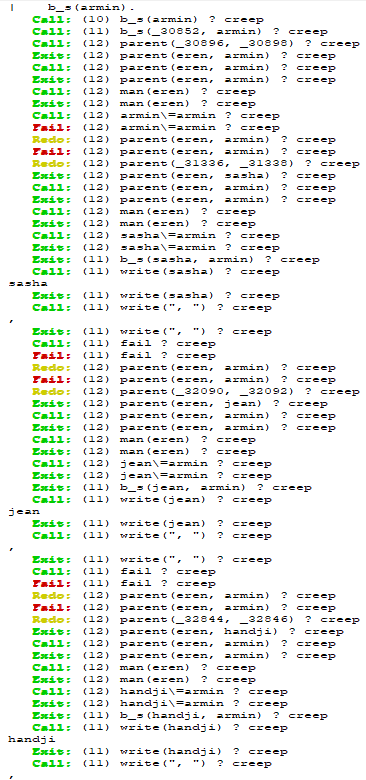 |    b_s(armin).
Call: (10) b_s(armin) ? creep
Call: (11) b_s(_30852, armin) ? creep
Call: (12) parent(_30896, _30898) ? creep
Exit: (12) parent(eren, armin) ? creep
Call: (12) parent(eren, armin) ? creep
Exit: (12) parent(eren, armin) ? creep
Call: (12) man(eren) ? creep
Exit: (12) man(eren) ? creep
Call: (12) armin\=armin ? creep
Fail: (12) armin\=armin ? creep
Redo: (12) parent(eren, armin) ? creep
Fail: (12) parent(eren, armin) ? creep
Redo: (12) parent(_31336, _31338) ? creep
Exit: (12) parent(eren, sasha) ? creep
Call: (12) parent(eren, armin) ? creep
Exit: (12) parent(eren, armin) ? creep
Call: (12) man(eren) ? creep
Exit: (12) man(eren) ? creep
Call: (12) sasha\=armin ? creep
Exit: (12) sasha\=armin ? creep
Exit: (11) b_s(sasha, armin) ? creep
Call: (11) write(sasha) ? creep
sasha
Exit: (11) write(sasha) ? creep
Call: (11) write(", ") ? creep
,
Exit: (11) write(", ") ? creep
Call: (11) fail ? creep
Fail: (11) fail ? creep
Redo: (12) parent(eren, armin) ? creep
Fail: (12) parent(eren, armin) ? creep
Redo: (12) parent(_32090, _32092) ? creep
Exit: (12) parent(eren, jean) ? creep
Call: (12) parent(eren, armin) ? creep
Exit: (12) parent(eren, armin) ? creep
Call: (12) man(eren) ? creep
Exit: (12) man(eren) ? creep
Call: (12) jean\=armin ? creep
Exit: (12) jean\=armin ? creep
Exit: (11) b_s(jean, armin) ? creep
Call: (11) write(jean) ? creep
jean
Exit: (11) write(jean) ? creep
Call: (11) write(", ") ? creep
,
Exit: (11) write(", ") ? creep
Call: (11) fail ? creep
Fail: (11) fail ? creep
Redo: (12) parent(eren, armin) ? creep
Fail: (12) parent(eren, armin) ? creep
Redo: (12) parent(_32844, _32846) ? creep
Exit: (12) parent(eren, handji) ? creep
Call: (12) parent(eren, armin) ? creep
Exit: (12) parent(eren, armin) ? creep
Call: (12) man(eren) ? creep
Exit: (12) man(eren) ? creep
Call: (12) handji\=armin ? creep
Exit: (12) handji\=armin ? creep
Exit: (11) b_s(handji, armin) ? creep
Call: (11) write(handji) ? creep
handji
Exit: (11) write(handji) ? creep
Call: (11) write(", ") ? creep
,